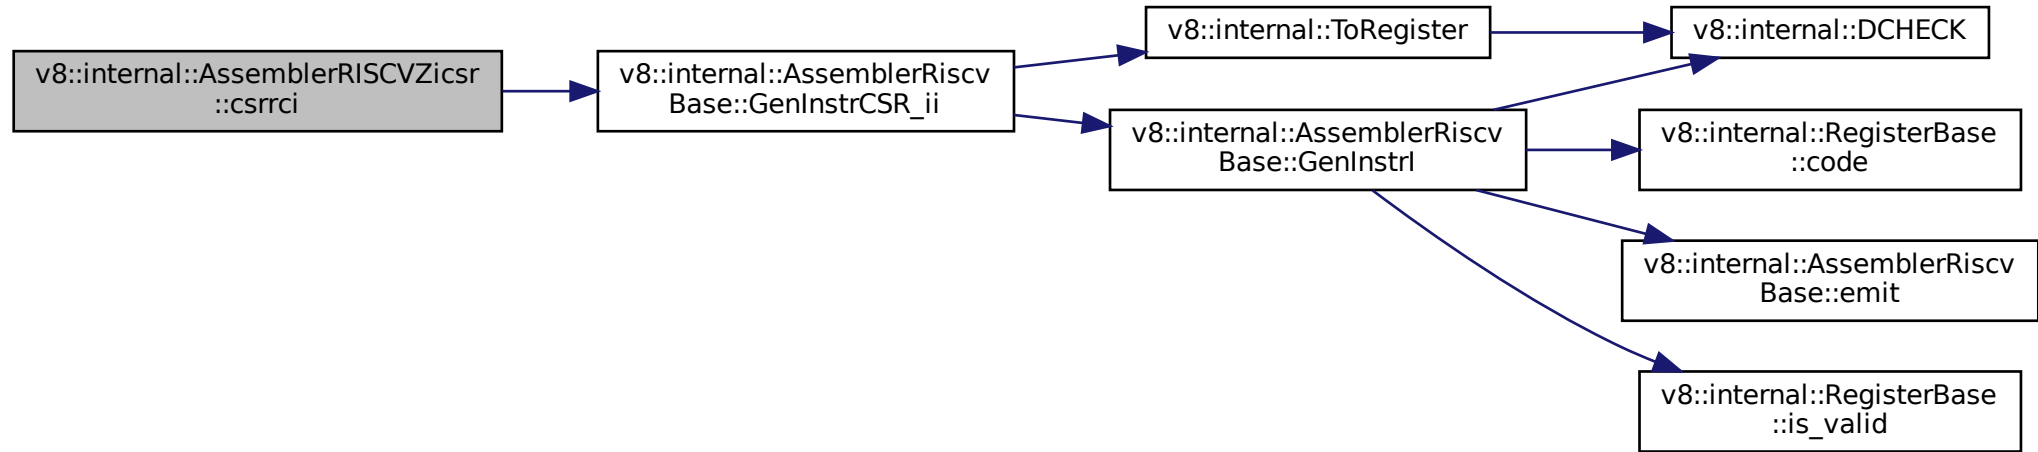 v8::internal::AssemblerRISCVZicsr
::csrrci
v8::internal::AssemblerRiscv
Base::GenInstrCSR_ii
v8::internal::ToRegister
v8::internal::AssemblerRiscv
Base::GenInstrI
v8::internal::DCHECK
v8::internal::RegisterBase
::code
v8::internal::AssemblerRiscv
Base::emit
v8::internal::RegisterBase
::is_valid